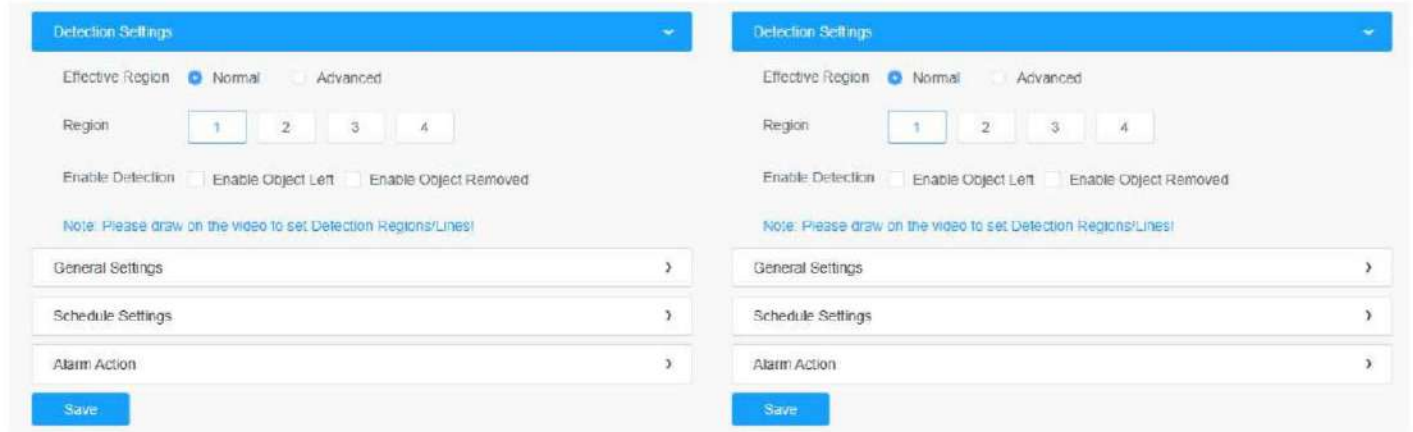 Detection Settings
Effective Region Normal Advanced
Region 1 2 3 4
Enable Detection Enable Object Left Enable Object Removed
Note: Please draw on the video to set Detection Regions/Lines!
General Settings
Schedule Settings
Alarm Action
Save
Detection Settings
Effective Region Normal Advanced
Region 1 2 3 4
Enable Detection Enable Object Left Enable Object Removed
Note: Please draw on the video to set Detection Regions/Lines!
General Settings
Schedule Settings
Alarm Action
Save